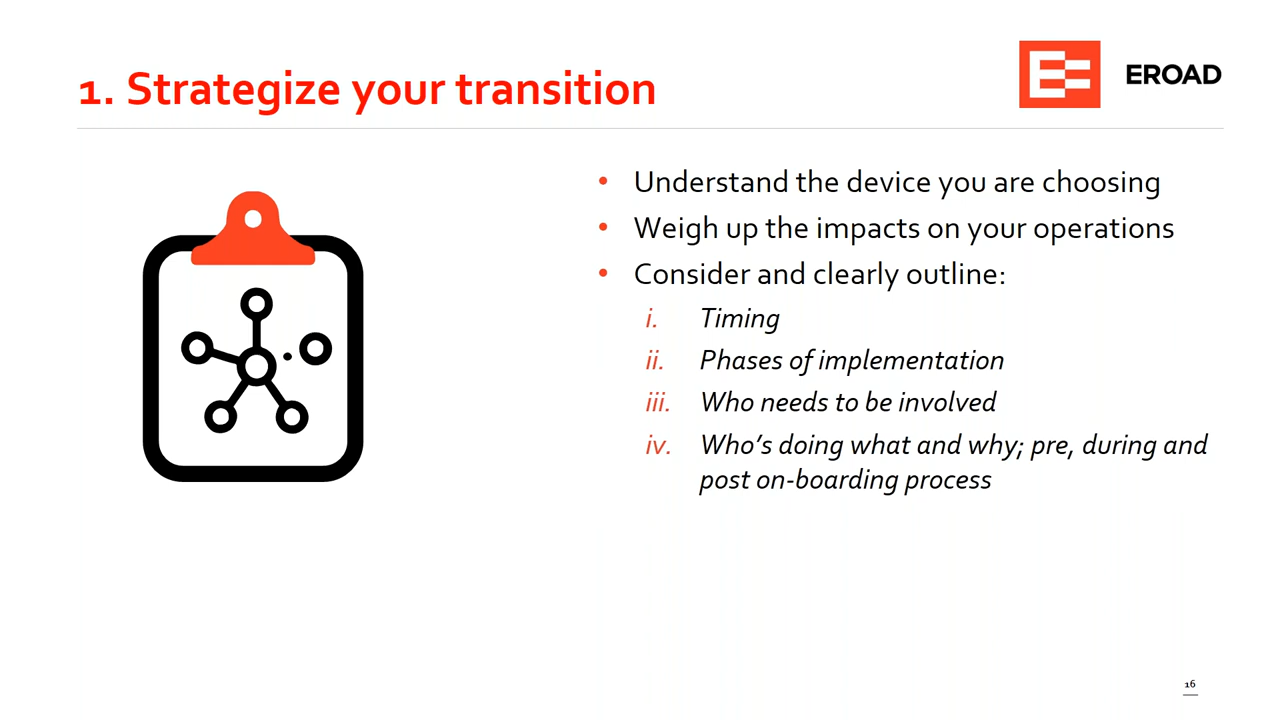 1. Strategize your transition
EROAD
• Understand the device you are choosing
• Weigh up the impacts on your operations
• Consider and clearly outline:
i. Timing
ii. Phases of implementation
iii. Who needs to be involved
iv. Who’s doing what and why; pre, during and
post on-boarding process
16